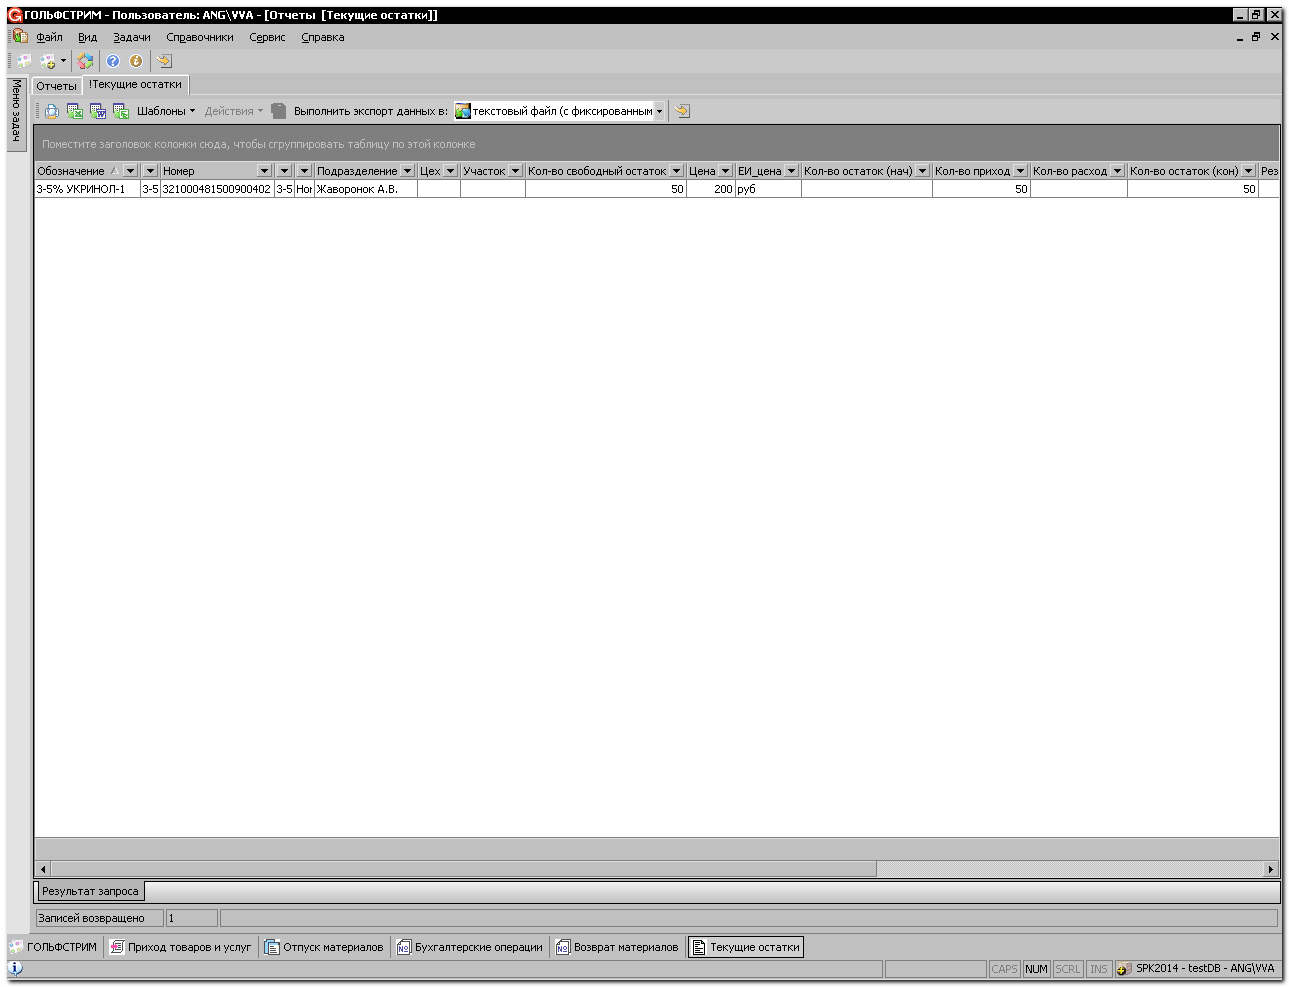 ГОЛЬФСТРИМ - Пользователь: ANG\VVA - [Отчеты [Текущие остатки]]
Файл Вид Задачи Справочники Сервис Справка
Меню задач
Отчеты !Текущие остатки
Шаблоны Действия Выполнить экспорт данных в: текстовый файл (с фиксированным
Поместите заголовок колонки сюда, чтобы сгруппировать таблицу по этой колонке
Обозначение Номер Подразделение Цех Участок Кол-во свободный остаток Цена ЕИ_цена Кол-во остаток (нач) Кол-во приход Кол-во расход Кол-во остаток (кон) Рез
3-5% УКРИНОЛ-1 3-5 321000481500900402 3-5 Ног Жаворонок А.В. 50 200 руб 50 50
Результат запроса
Записей возвращено 1
ГОЛЬФСТРИМ Приход товаров и услуг Отпуск материалов Бухгалтерские операции Возврат материалов Текущие остатки
CAPS NUM SCRL INS SPK2014 - testDB - ANG\VVA